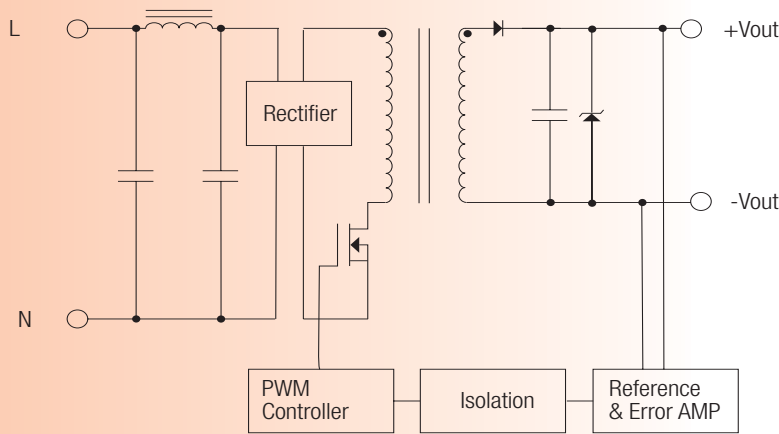 L
+Vout
Rectifier
-Vout
N
PWM
Controller
Isolation
Reference
& Error AMP